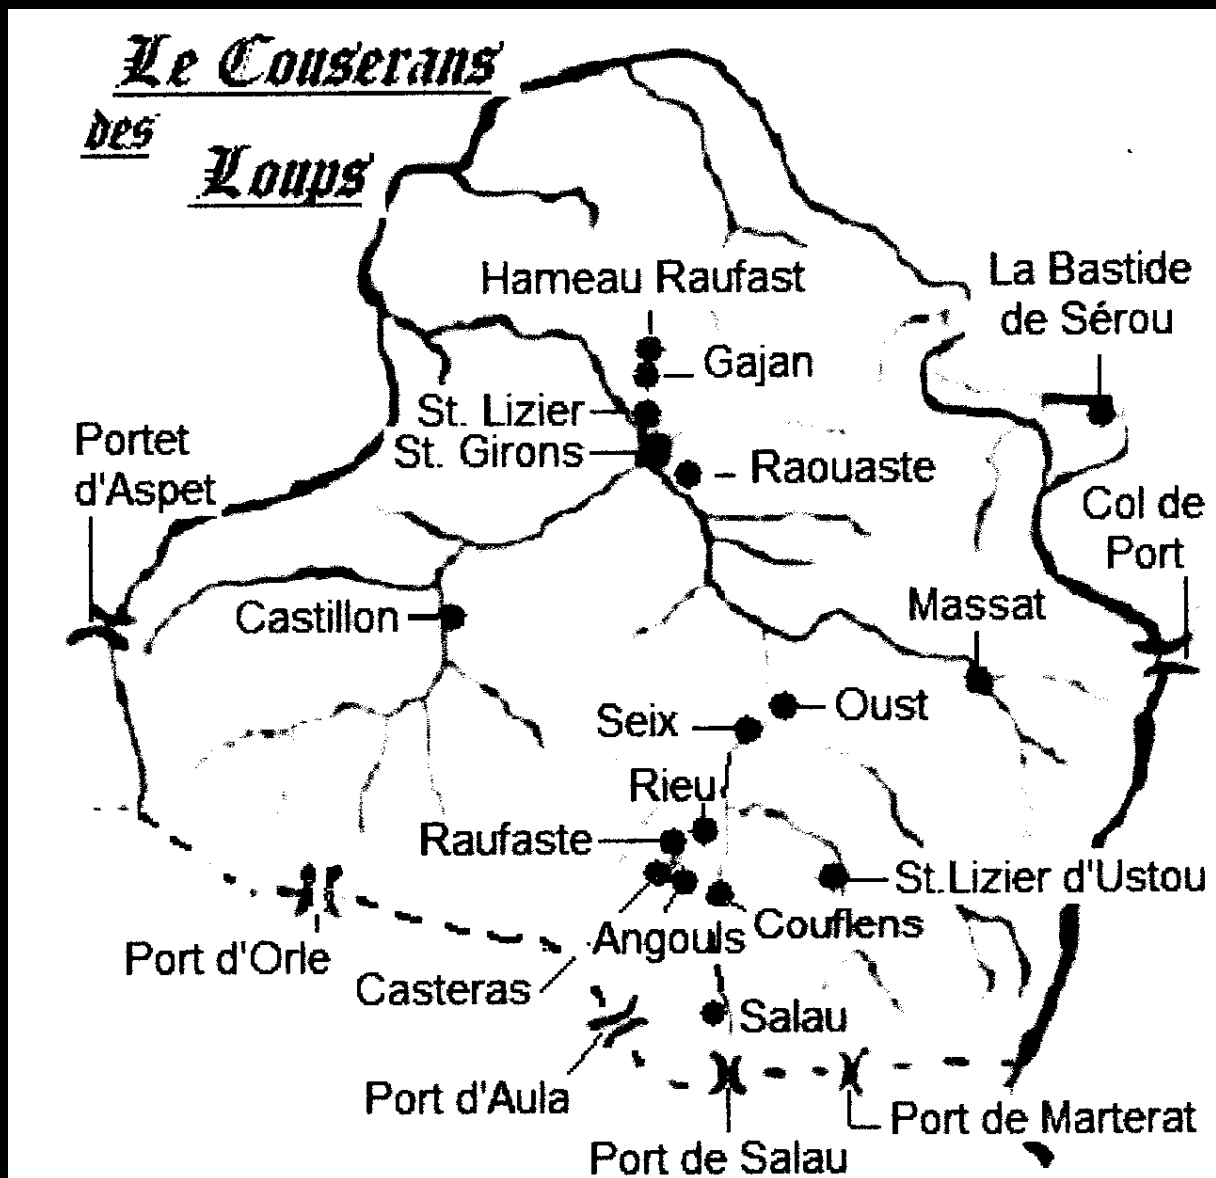 Le Couserans
des
Loups
Hameau Raufast
La Bastide
de Sérou
Gajan
St. Lizier
St. Girons
Portet
d'Aspet
Raouaste
Col de
Port
Castillon
Massat
Oust
Seix
Rieu
Raufaste
St.Lizier d'Ustou
Couflens
Angouls
Port d'Orle
Casteras
Salau
Port d'Aula
Port de Marterat
Port de Salau